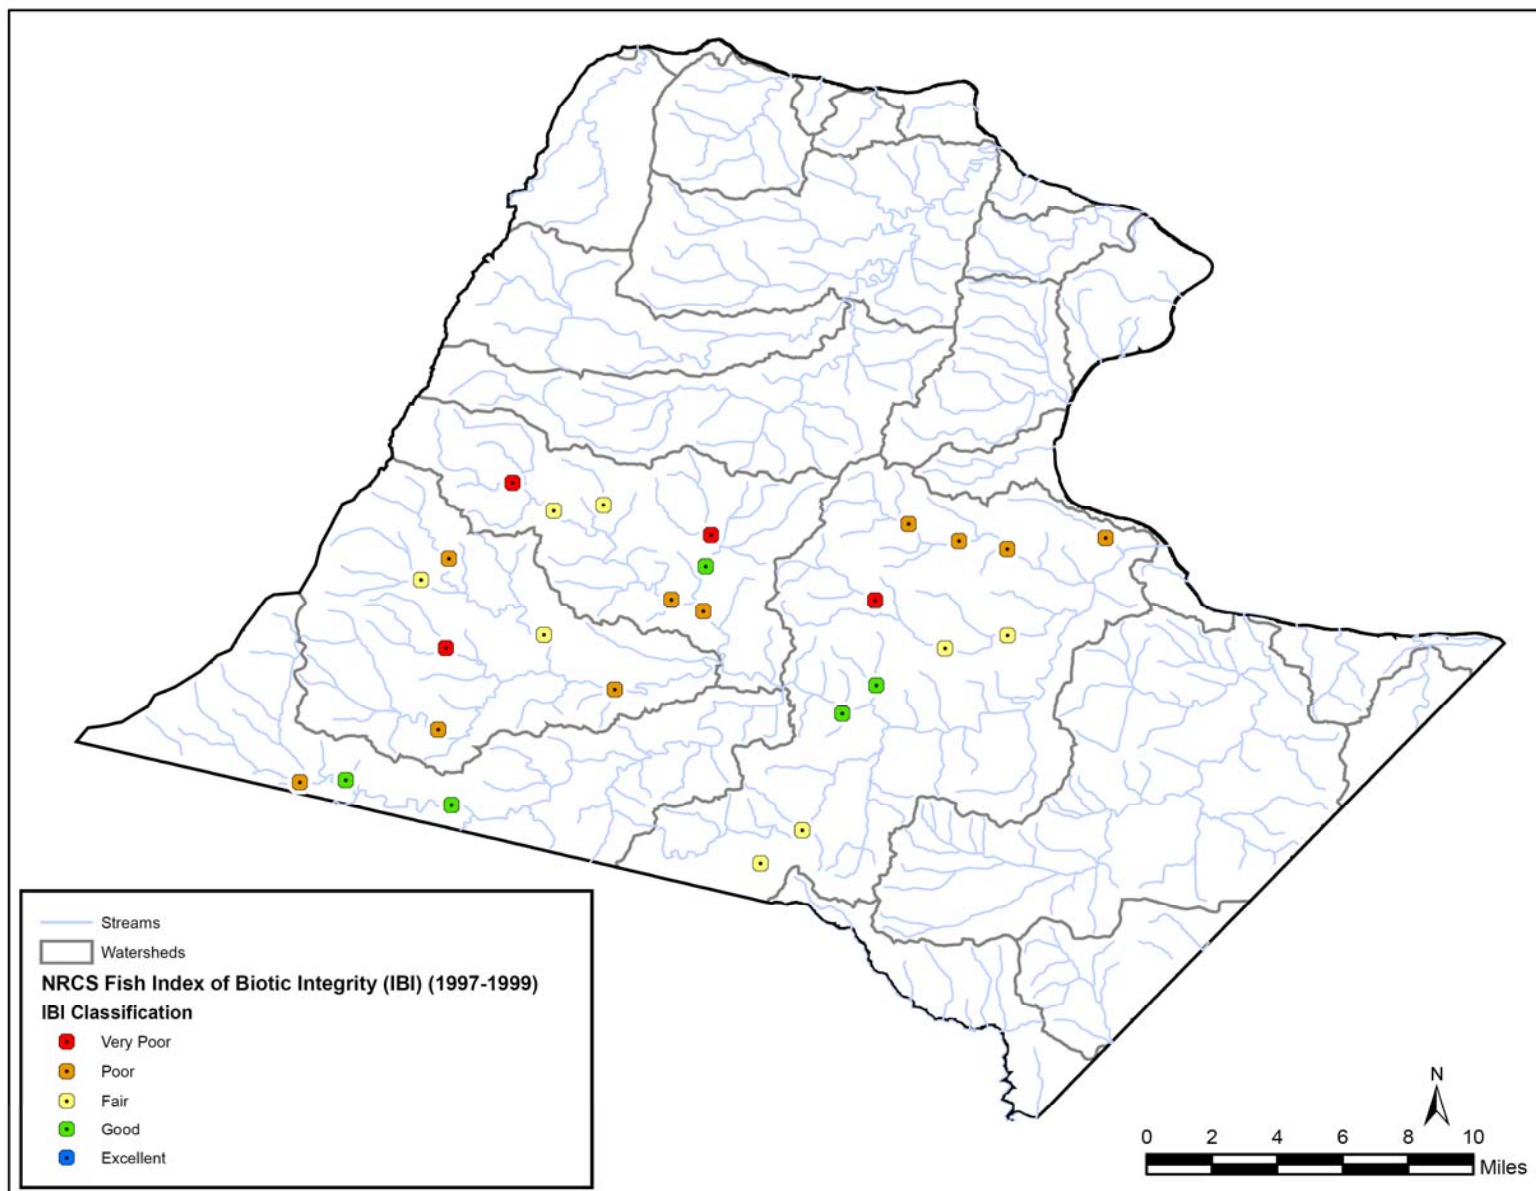 Streams
Watersheds
NRCS Fish Index of Biotic Integrity (IBI) (1997-1999)
IBI Classification
Very Poor
Poor
Fair
Good
Excellent
N
0 2 4 6 8 10
Miles